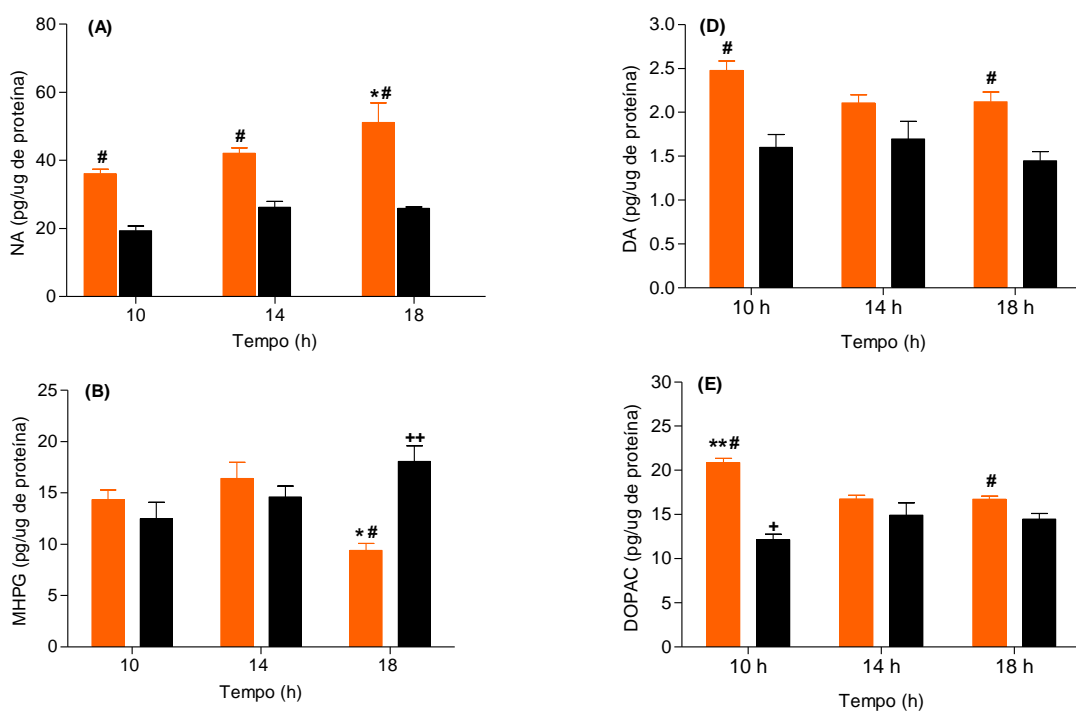 (A)
NA (pg/ug de proteína)
80
60
40
20
0
#
#
*#
10
14
18
Tempo (h)
(D)
DA (pg/ug de proteína)
3.0
2.5
2.0
1.5
1.0
0.5
0.0
#
#
10 h
14 h
18 h
Tempo (h)
(B)
MHPG (pg/ug de proteína)
25
20
15
10
5
0
*#
++
10
14
18
Tempo (h)
(E)
DOPAC (pg/ug de proteína)
30
25
20
15
10
5
0
**#
+
#
10 h
14 h
18 h
Tempo (h)